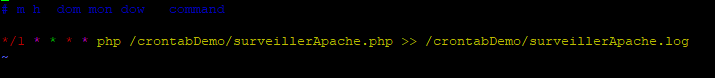 # m h  dom mon dow   command
*/1 * * * * php /crontabDemo/surveillerApache.php >> /crontabDemo/surveillerApache.log
~